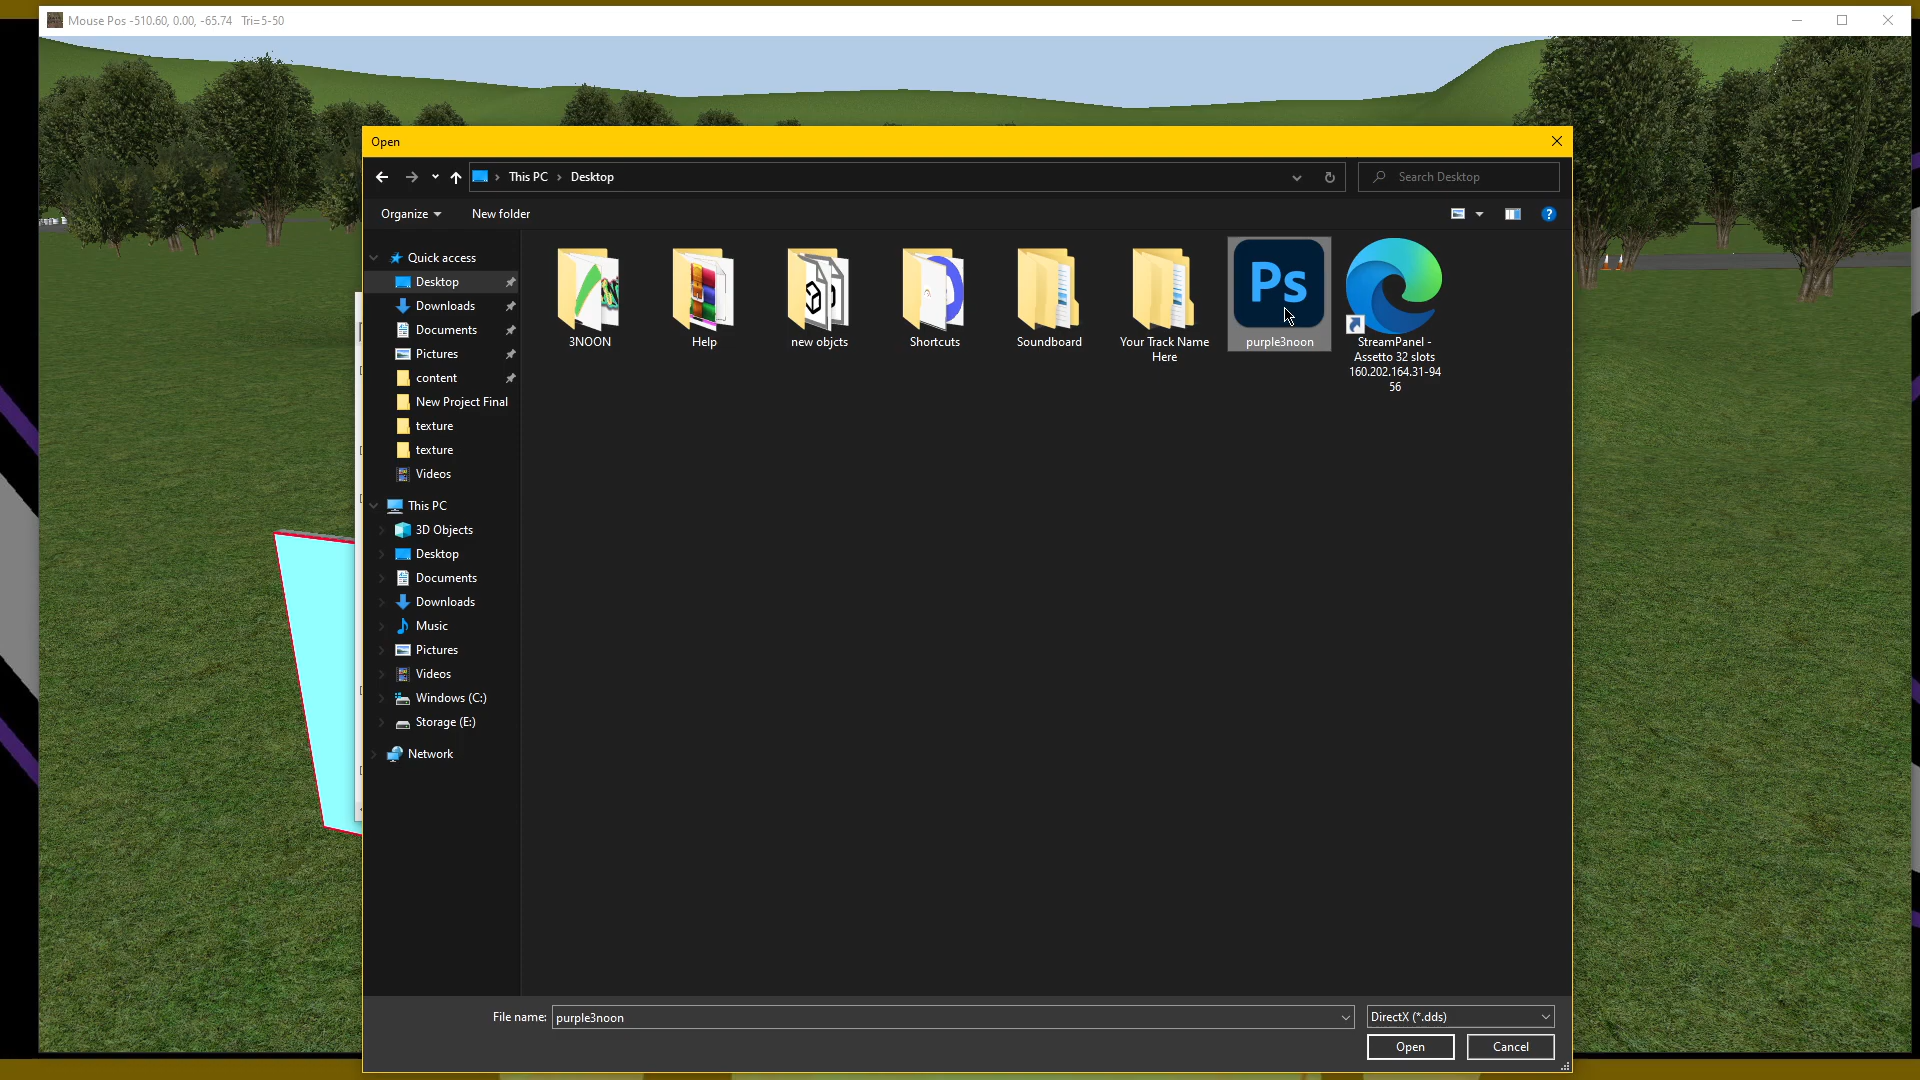 Mouse Pos -510.60, 0.00, -65.74 Tri=5-50
Open
This PC
Desktop
Search Desktop
Organize
New folder
?
Quick access
Desktop
Downloads
Documents
Pictures
content
New Project Final
texture
texture
Videos
This PC
3D Objects
Desktop
Documents
Downloads
Music
Pictures
Videos
Windows (C:)
Storage (E:)
Network
3NOON
Help
new objcts
Shortcuts
Soundboard
Your Track Name
Here
Ps
purple3noon
StreamPanel -
Assetto 32 slots
160.202.164.31-94
56
File name:
purple3noon
DirectX (*.dds)
Open
Cancel